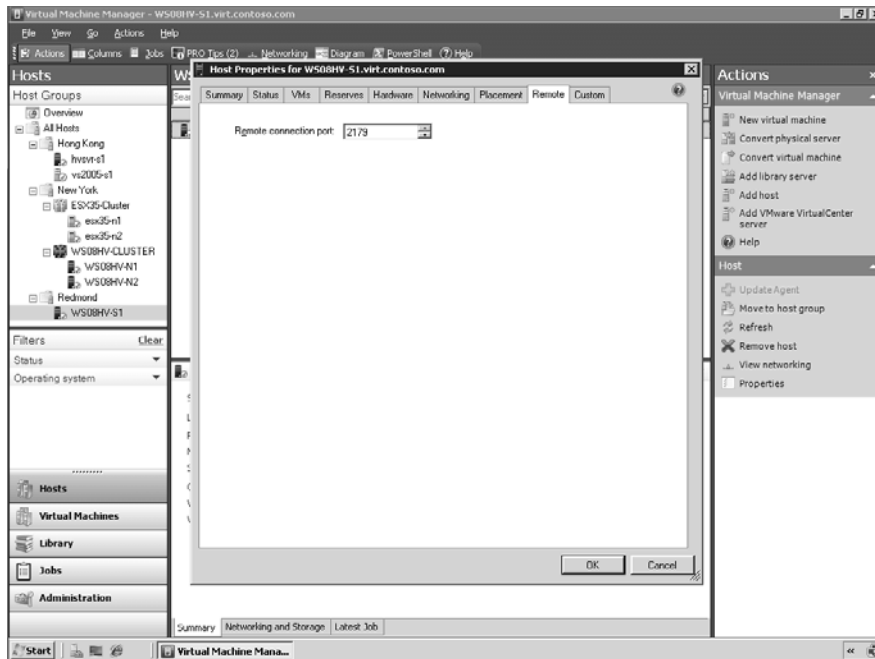 Virtual Machine Manager - WS08HV-S1.virt.contoso.com
File View Go Actions Help
Actions Columns Jobs PRO Tips (2) Networking Diagram PowerShell Help
Hosts
Host Groups
Overview
All Hosts
Hong Kong
hvsvr-s1
vs2005-s1
New York
ESX35-Cluster
esx35-n1
esx35-n2
WS08HV-CLUSTER
WS08HV-N1
WS08HV-N2
Redmond
WS08HV-S1
Filters Clear
Status
Operating system
Hosts
Virtual Machines
Library
Jobs
Administration
Host Properties for WS08HV-S1.virt.contoso.com
Summary Status VMs Reserves Hardware Networking Placement Remote Custom
Remote connection port: 2179
OK Cancel
Summary Networking and Storage Latest Job
Actions
Virtual Machine Manager
New virtual machine
Convert physical server
Convert virtual machine
Add library server
Add host
Add VMware VirtualCenter
server
Help
Host
Update Agent
Move to host group
Refresh
Remove host
View networking
Properties
Start Virtual Machine Mana...